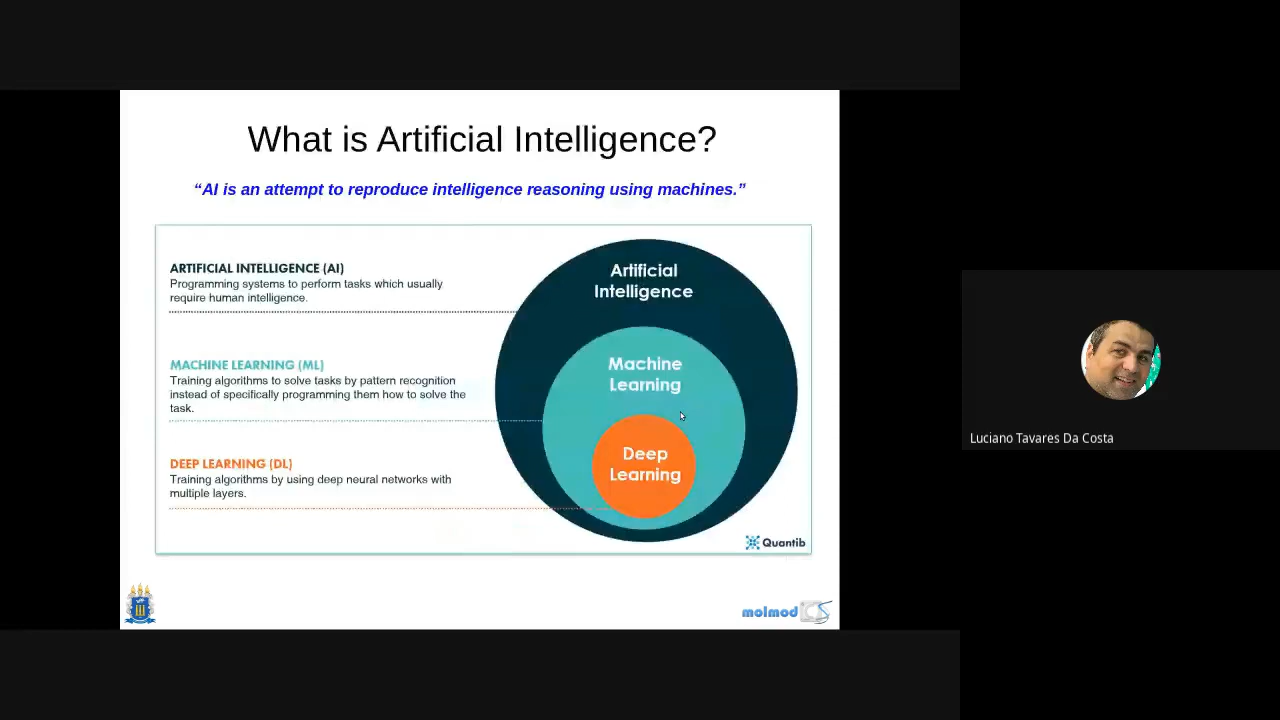 What is Artificial Intelligence?
“AI is an attempt to reproduce intelligence reasoning using machines.”
ARTIFICIAL INTELLIGENCE (AI)
Programming systems to perform tasks which usually
require human intelligence.
MACHINE LEARNING (ML)
Training algorithms to solve tasks by pattern recognition
instead of specifically programming them how to solve the
task.
DEEP LEARNING (DL)
Training algorithms by using deep neural networks with
multiple layers.
Artificial
Intelligence
Machine
Learning
Deep
Learning
Quantib
molmod CS
Luciano Tavares Da Costa